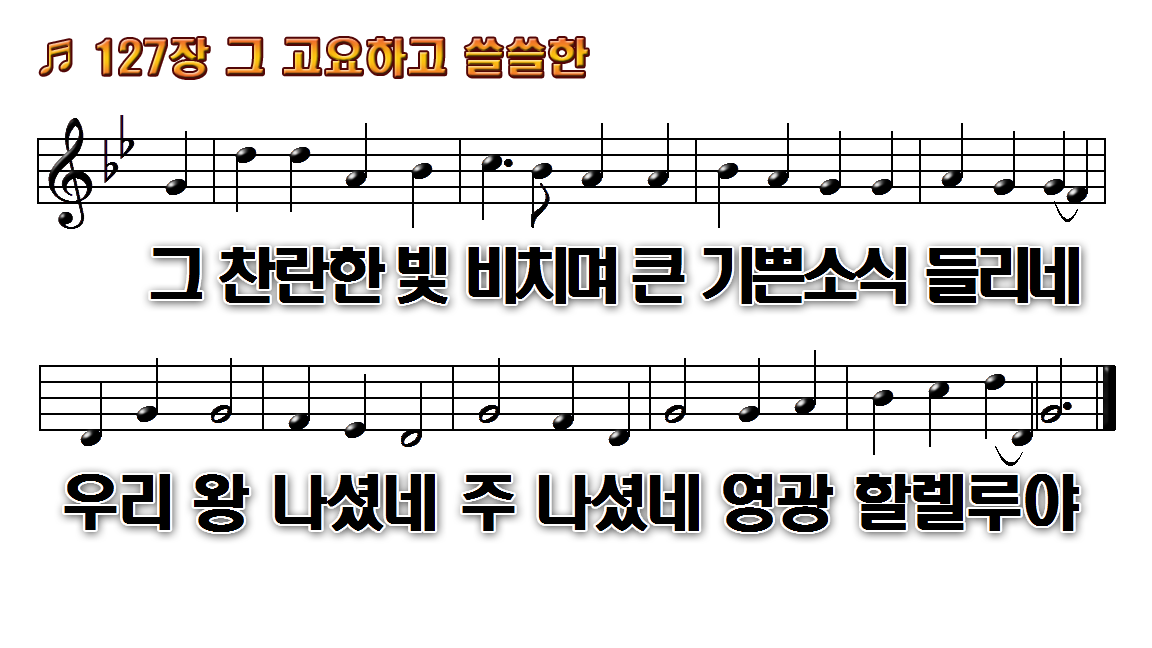 127장 그 고요하고 쓸쓸한
그 찬란한 빛 비치며 큰 기쁜소식 들리네
우리 왕 나셨네 주 나셨네 영광 할렐루야